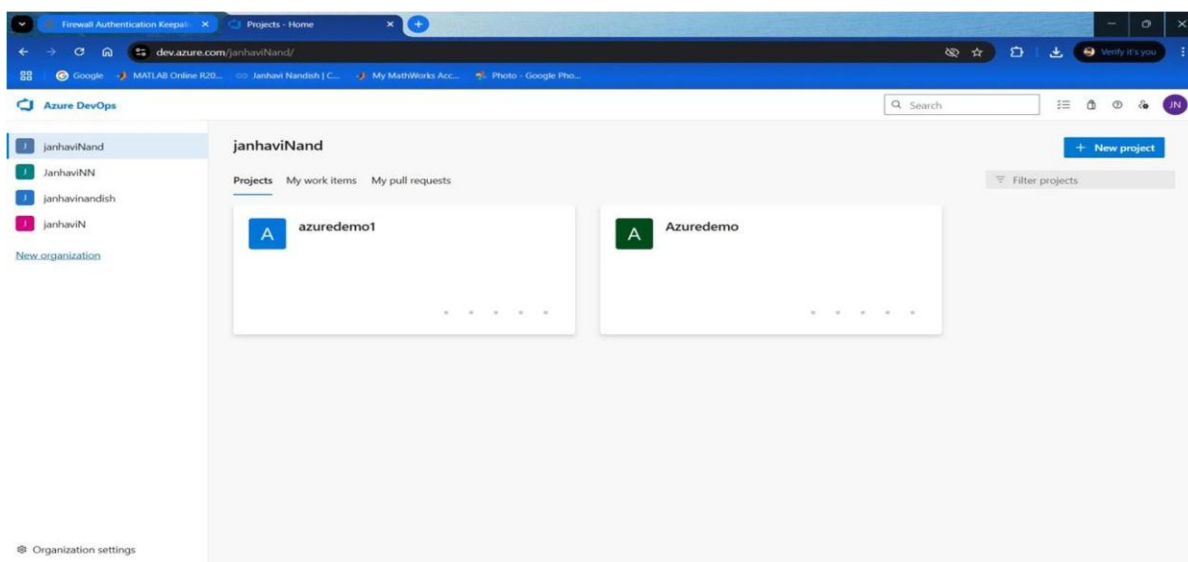 Firewall Authentication Keepali
Projects - Home
dev.azure.com/janhaviNand/
Verify it's you
Google
MATLAB Online R20...
Janhavi Nandish | C...
My MathWorks Acc...
Photo - Google Pho...
Azure DevOps
Search
JN
J janhaviNand
J JanhaviNN
J janhavinandish
J janhaviN
New organization
janhaviNand
+ New project
Projects My work items My pull requests
Filter projects
A azuredemo1
A Azuredemo
Organization settings